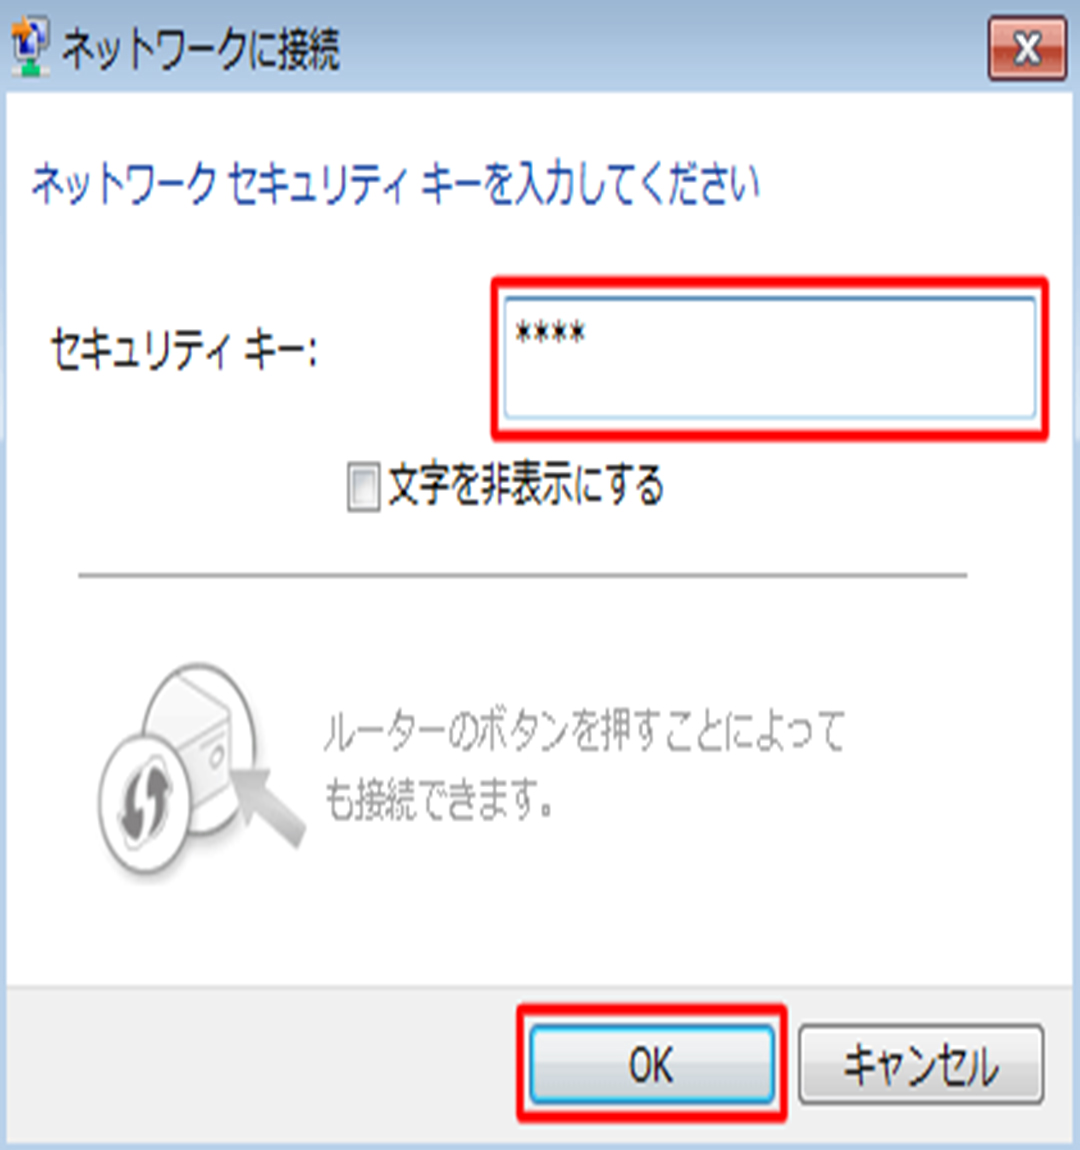 ネットワークに接続
ネットワーク セキュリティ キーを入力してください
セキュリティ キー:
****
文字を非表示にする
ルーターのボタンを押すことによって
も接続できます。
OK
キャンセル